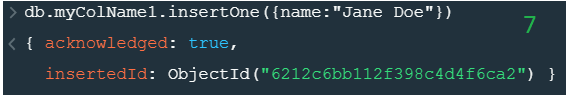 > db.myColName1.insertOne({name:"Jane Doe"})
7
< { acknowledged: true,
insertedId: ObjectId("6212c6bb112f398c4d4f6ca2") }